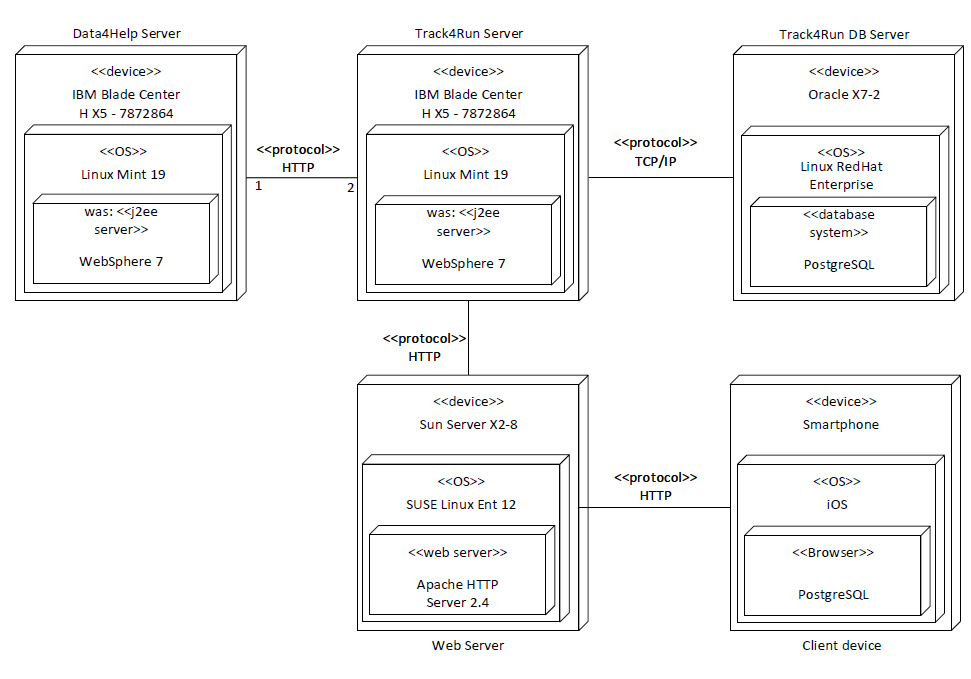 Data4Help Server
<<device>>
IBM Blade Center
H X5 - 7872864
<<OS>>
Linux Mint 19
was: <<j2ee
server>>
WebSphere 7
<<protocol>>
HTTP
1
2
Track4Run Server
<<device>>
IBM Blade Center
H X5 - 7872864
<<OS>>
Linux Mint 19
was: <<j2ee
server>>
WebSphere 7
<<protocol>>
TCP/IP
Track4Run DB Server
<<device>>
Oracle X7-2
<<OS>>
Linux RedHat
Enterprise
<<database
system>>
PostgreSQL
<<protocol>>
HTTP
<<device>>
Sun Server X2-8
<<OS>>
SUSE Linux Ent 12
<<web server>>
Apache HTTP
Server 2.4
Web Server
<<protocol>>
HTTP
<<device>>
Smartphone
<<OS>>
iOS
<<Browser>>
PostgreSQL
Client device